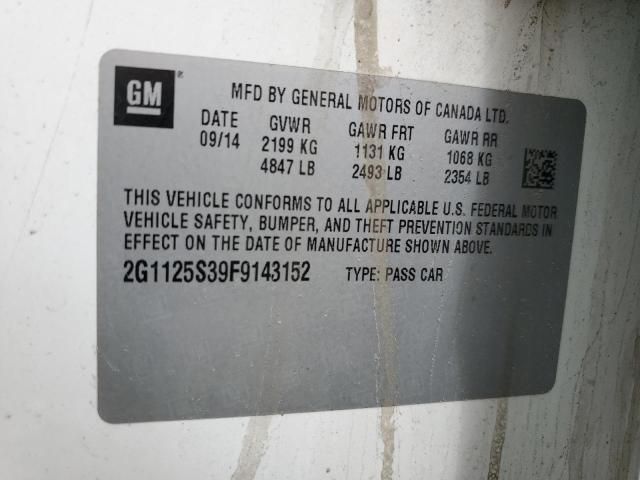 GM
MFD BY GENERAL MOTORS OF CANADA LTD.
DATE GVWR GAWR FRT GAWR RR
09/14 2199 KG 1131 KG 1068 KG
4847 LB 2493 LB 2354 LB
THIS VEHICLE CONFORMS TO ALL APPLICABLE U.S. FEDERAL MOTOR
VEHICLE SAFETY, BUMPER, AND THEFT PREVENTION STANDARDS IN
EFFECT ON THE DATE OF MANUFACTURE SHOWN ABOVE.
2G1125S39F9143152 TYPE: PASS CAR